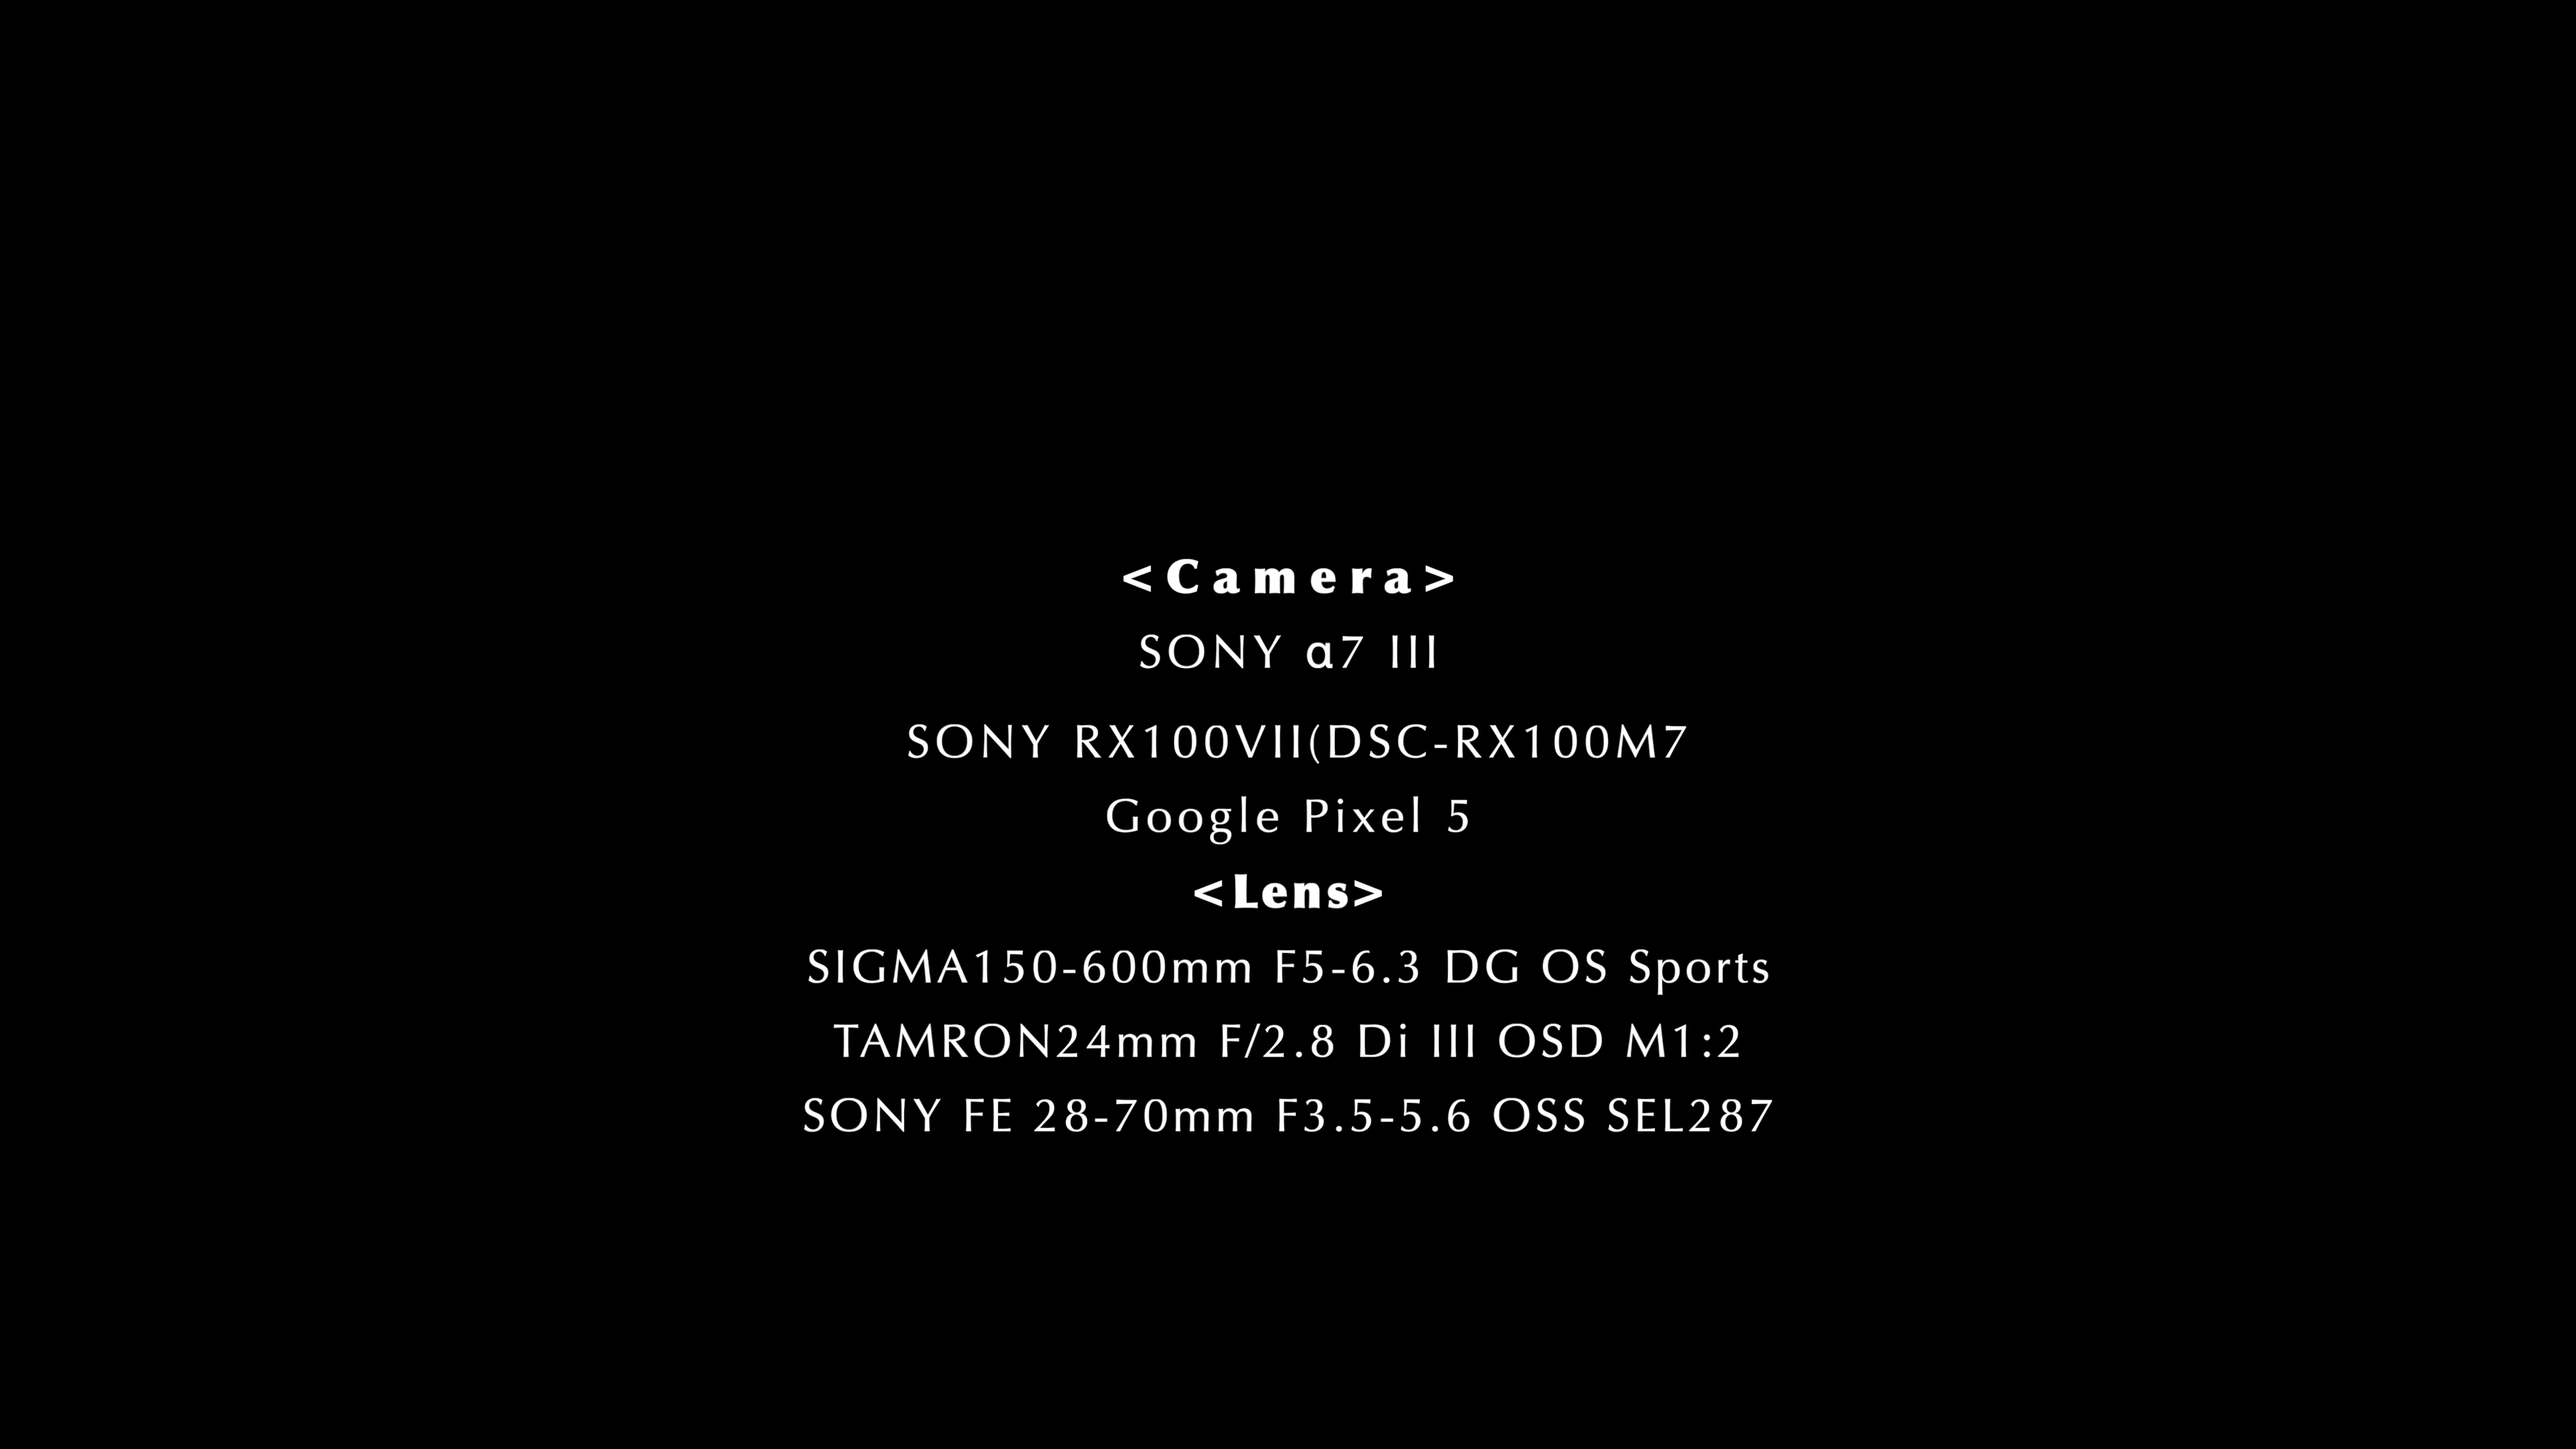 <Camera>
SONY α7 III
SONY RX100VII(DSC-RX100M7
Google Pixel 5
<Lens>
SIGMA150-600mm F5-6.3 DG OS Sports
TAMRON24mm F/2.8 Di III OSD M1:2
SONY FE 28-70mm F3.5-5.6 OSS SEL287